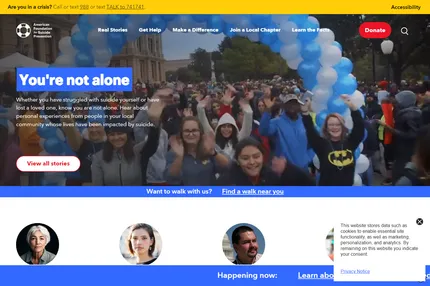 Are you in a crisis? Call or text 988 or text TALK to 741741.
Accessibility
American
Foundation
for Suicide
Prevention
Real Stories
Get Help
Make a Difference
Join a Local Chapter
Learn the Facts
Donate
You're not alone
Whether you have struggled with suicide yourself or have
lost a loved one, know you are not alone. Hear about
personal experiences from people in your local
community whose lives have been impacted by suicide.
View all stories
Want to walk with us? Find a walk near you
This website stores data such as
cookies to enable essential site
functionality, as well as marketing,
personalization, and analytics. By
remaining on this website you indicate
your consent.
Privacy Notice
Happening now:
Learn abo